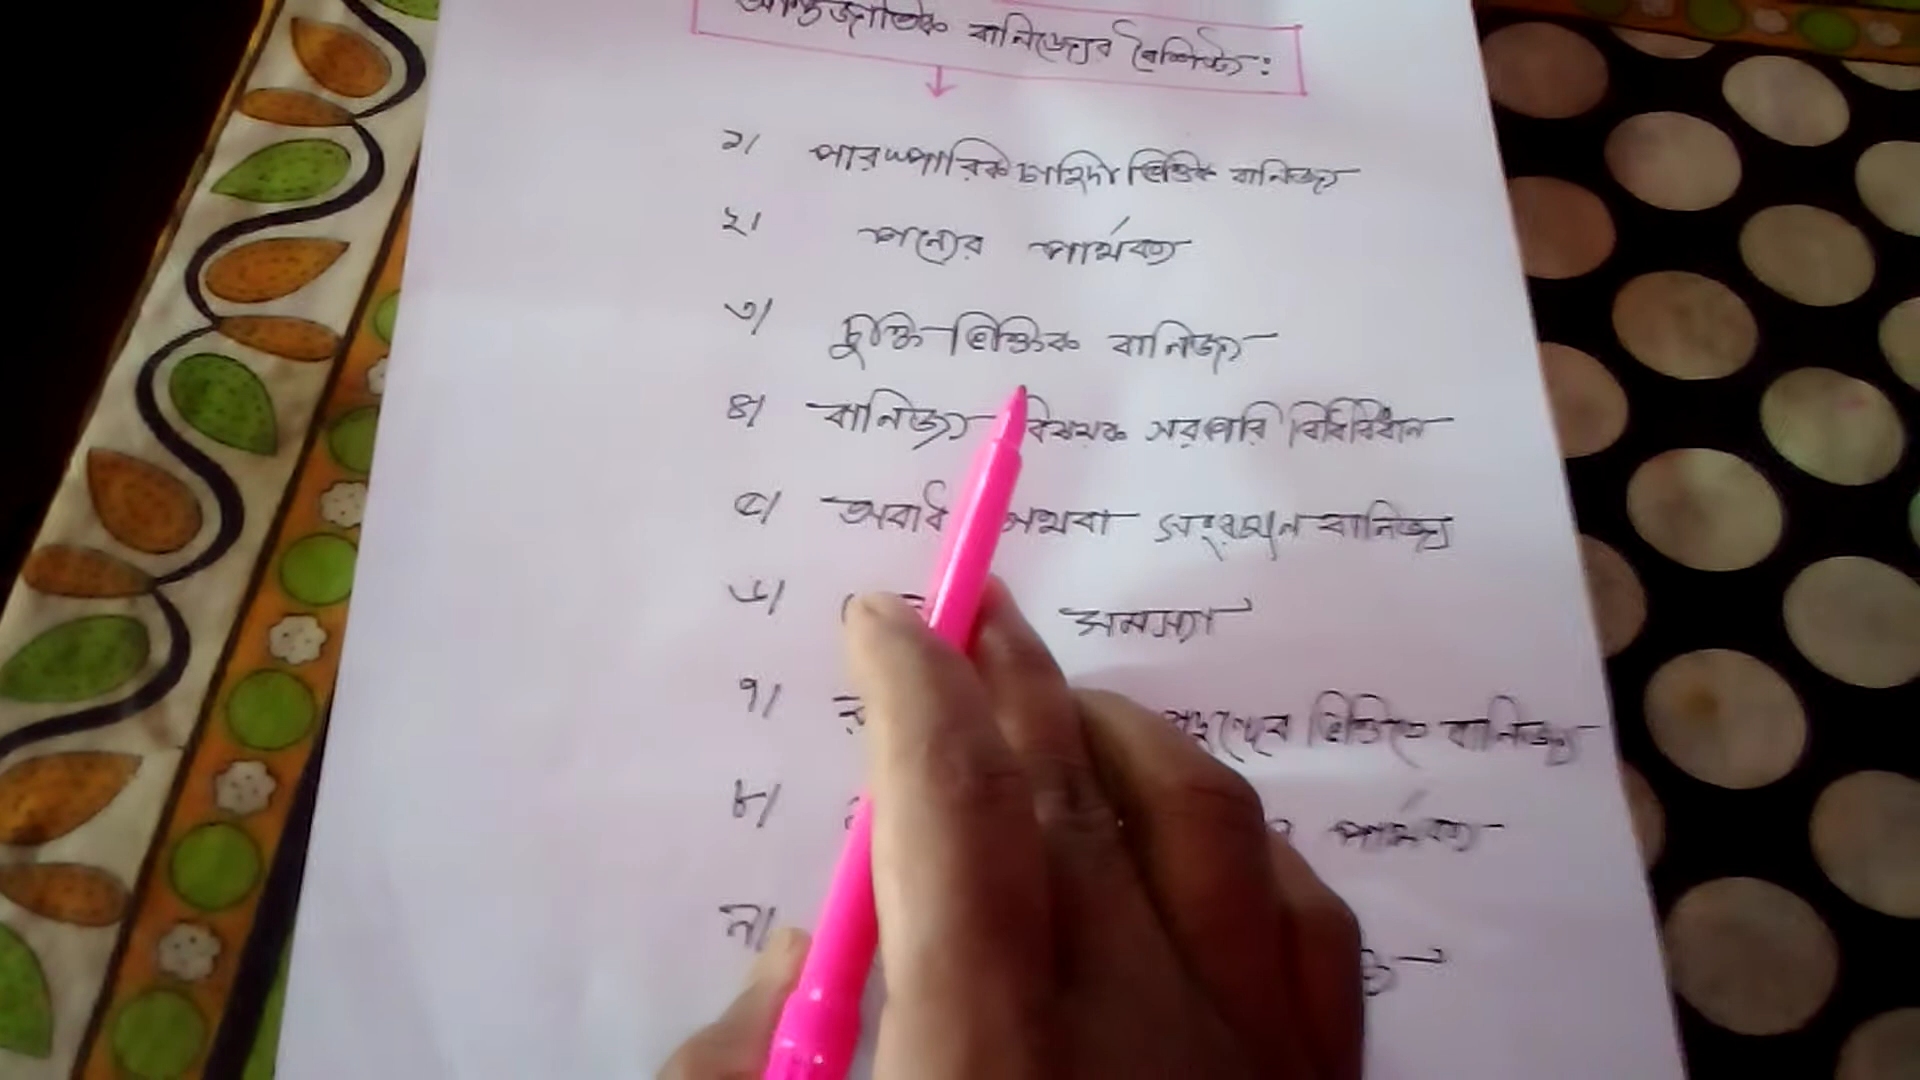 আন্তর্জাতিক বানিজ্যের বৈশিষ্ট্য:
১। পারস্পারিক চাহিদা ভিত্তিক বানিজ্য
২। পন্যের পার্থক্য
৩। চুক্তি ভিত্তিক বানিজ্য
৪। বানিজ্য বিষয়ক সরকারি বিধিবিধান
৫। অবাধ অথবা সংরক্ষন বানিজ্য
৬। সমস্যা
৭। ভিত্তিতে বানিজ্য
৮। পার্থক্য
৯।